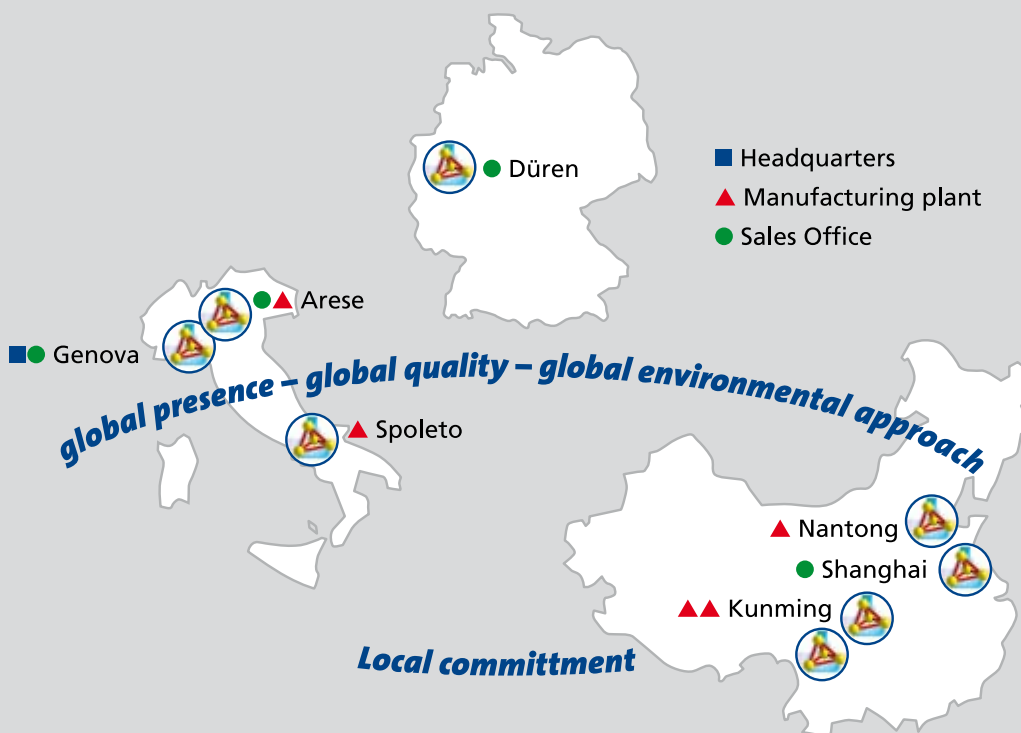 Düren
Headquarters
Manufacturing plant
Sales Office
Arese
Genova
global presence – global quality – global environmental approach
Spoleto
Nantong
Shanghai
Kunming
Local committment